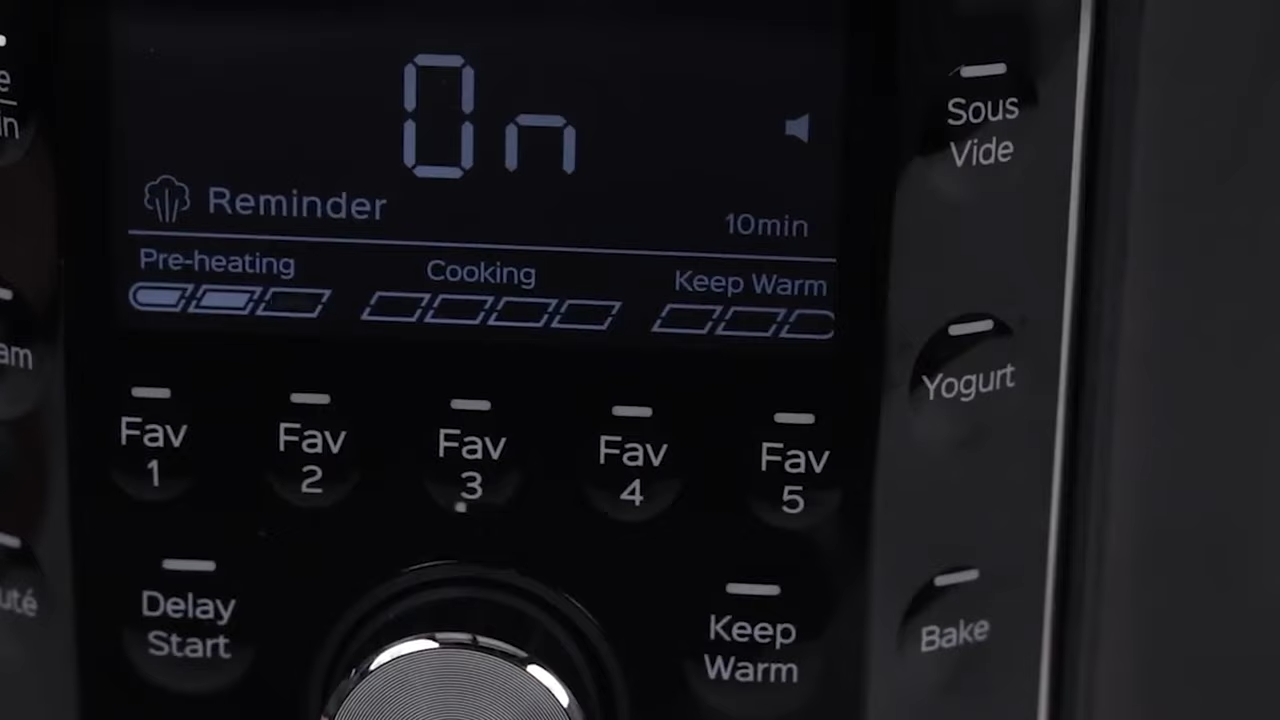 On
Reminder
10min
Pre-heating
Cooking
Keep Warm
Sous
Vide
Yogurt
Fav
1
Fav
2
Fav
3
Fav
4
Fav
5
Delay
Start
Keep
Warm
Bake